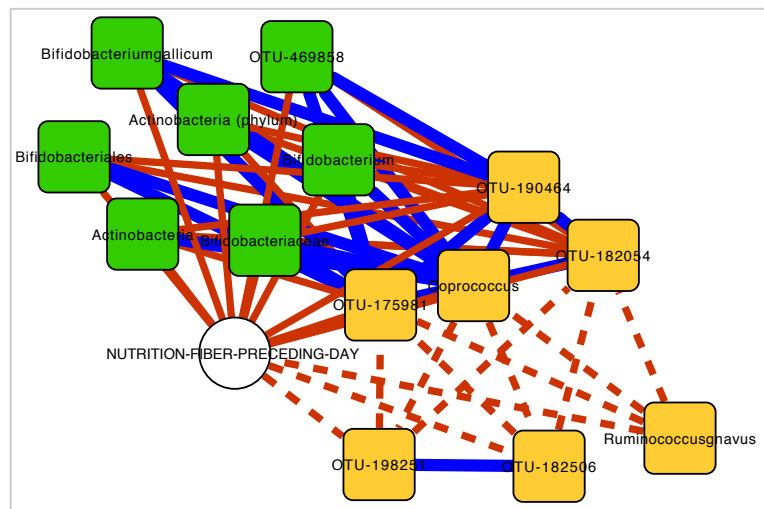 Bifidobacteriumgallicum
OTU-469858
Actinobacteria (phylum)
Bifidobacteriales
Bifidobacterium
OTU-190464
Actinobacteria
Bifidobacteriaceae
OTU-182054
Coprococcus
OTU-175981
NUTRITION-FIBER-PRECEDING-DAY
Ruminococcusgnavus
OTU-198251
OTU-182506